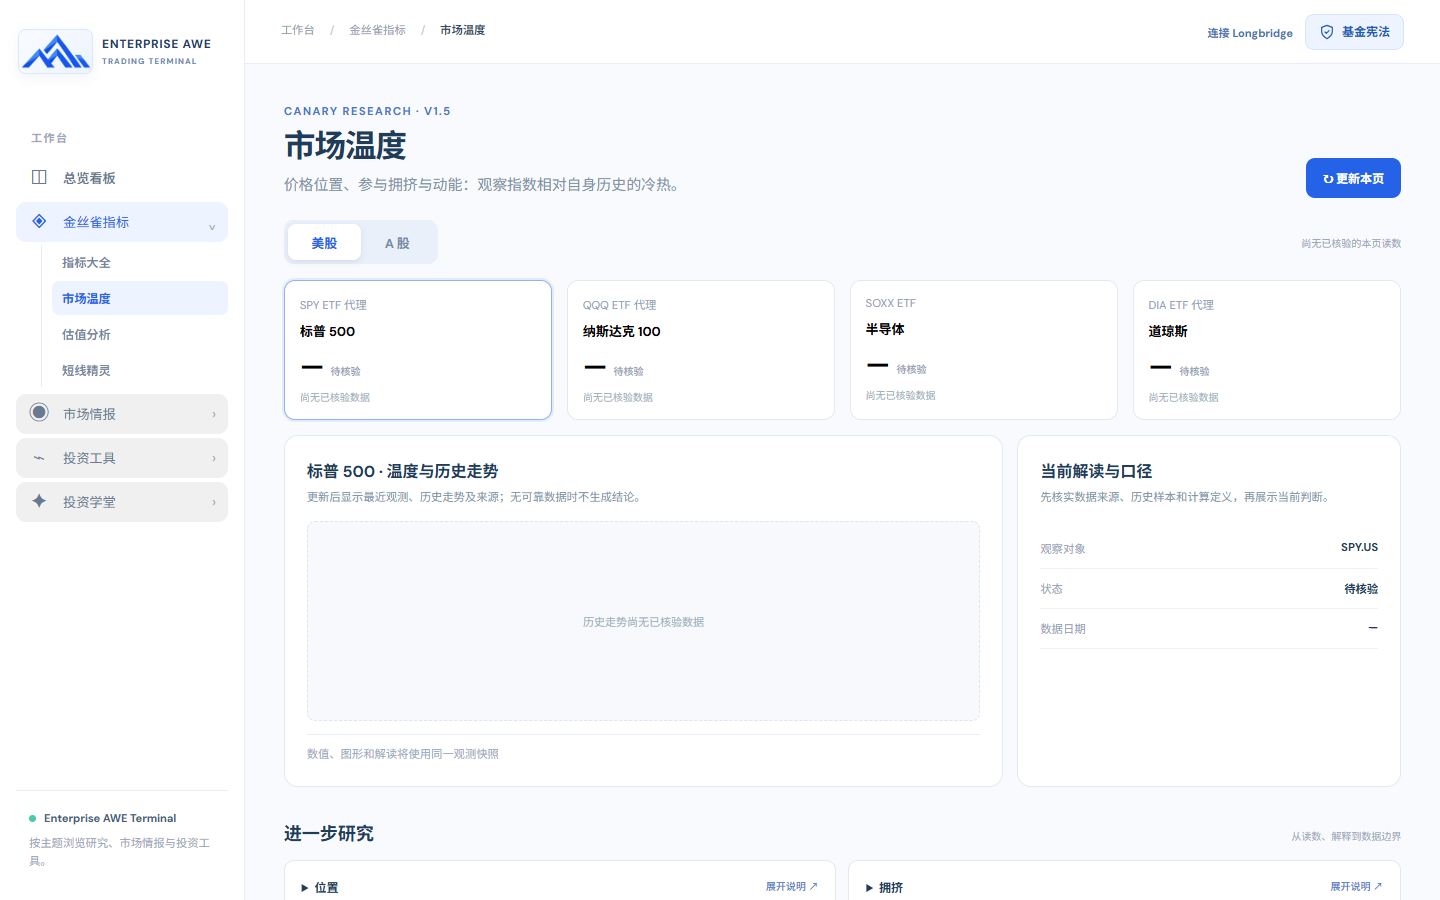 ENTERPRISE AWE
TRADING TERMINAL
工作台
总览看板
金丝雀指标
指标大全
市场温度
估值分析
短线精灵
市场情报
投资工具
投资学堂
Enterprise AWE Terminal
按主题浏览研究、市场情报与投资工
具。
工作台 / 金丝雀指标 / 市场温度
连接 Longbridge
基金宪法
CANARY RESEARCH · V1.5
市场温度
价格位置、参与拥挤与动能：观察指数相对自身历史的冷热。
↻ 更新本页
美股
A 股
尚无已核验的本页读数
SPY ETF 代理
标普 500
— 待核验
尚无已核验数据
QQQ ETF 代理
纳斯达克 100
— 待核验
尚无已核验数据
SOXX ETF
半导体
— 待核验
尚无已核验数据
DIA ETF 代理
道琼斯
— 待核验
尚无已核验数据
标普 500 · 温度与历史走势
更新后显示最近观测、历史走势及来源；无可靠数据时不生成结论。
历史走势尚无已核验数据
数值、图形和解读将使用同一观测快照
当前解读与口径
先核实数据来源、历史样本和计算定义，再展示当前判断。
观察对象 SPY.US
状态 待核验
数据日期 —
进一步研究
从读数、解释到数据边界
▶ 位置 展开说明 ↗
▶ 拥挤 展开说明 ↗